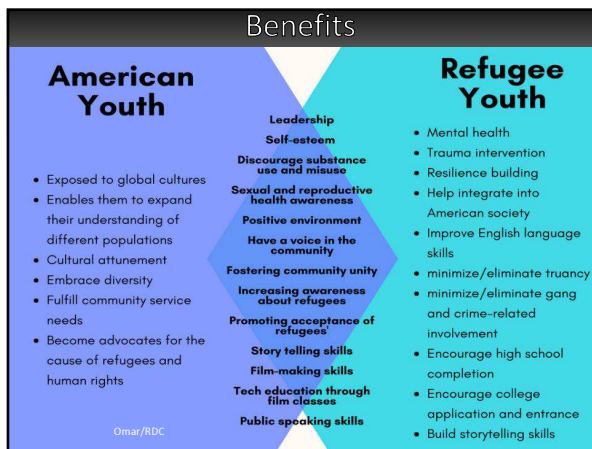 Benefits
American
Youth
• Exposed to global cultures
• Enables them to expand
their understanding of
different populations
• Cultural attunement
• Embrace diversity
• Fulfill community service
needs
• Become advocates for the
cause of refugees and
human rights
Omar/RDC
Leadership
Self-esteem
Discourage substance
use and misuse
Sexual and reproductive
health awareness
Positive environment
Have a voice in the
community
Fostering community unity
Increasing awareness
about refugees
Promoting acceptance of
refugees'
Story telling skills
Film-making skills
Tech education through
film classes
Public speaking skills
Refugee
Youth
• Mental health
• Trauma intervention
• Resilience building
• Help integrate into
American society
• Improve English language
skills
• minimize/eliminate truancy
• minimize/eliminate gang
and crime-related
involvement
• Encourage high school
completion
• Encourage college
application and entrance
• Build storytelling skills